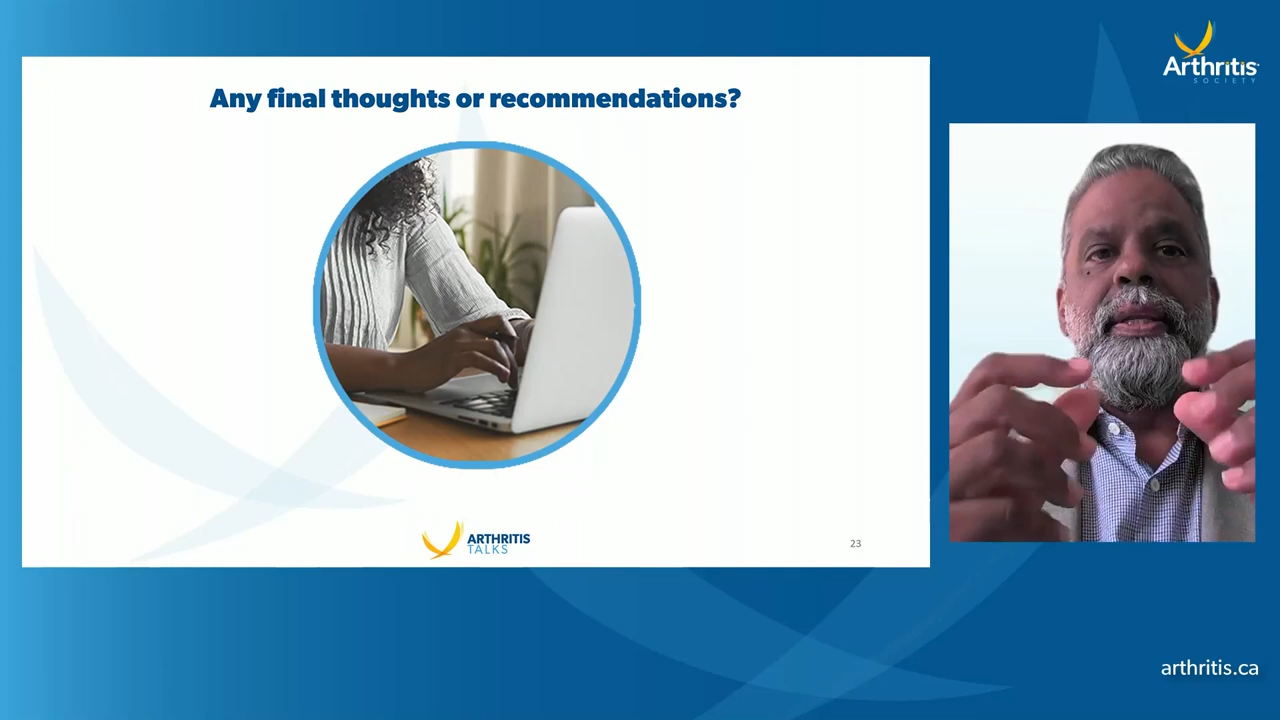 Any final thoughts or recommendations?
ARTHRITIS
TALKS
23
Arthritis
SOCIETY
arthritis.ca